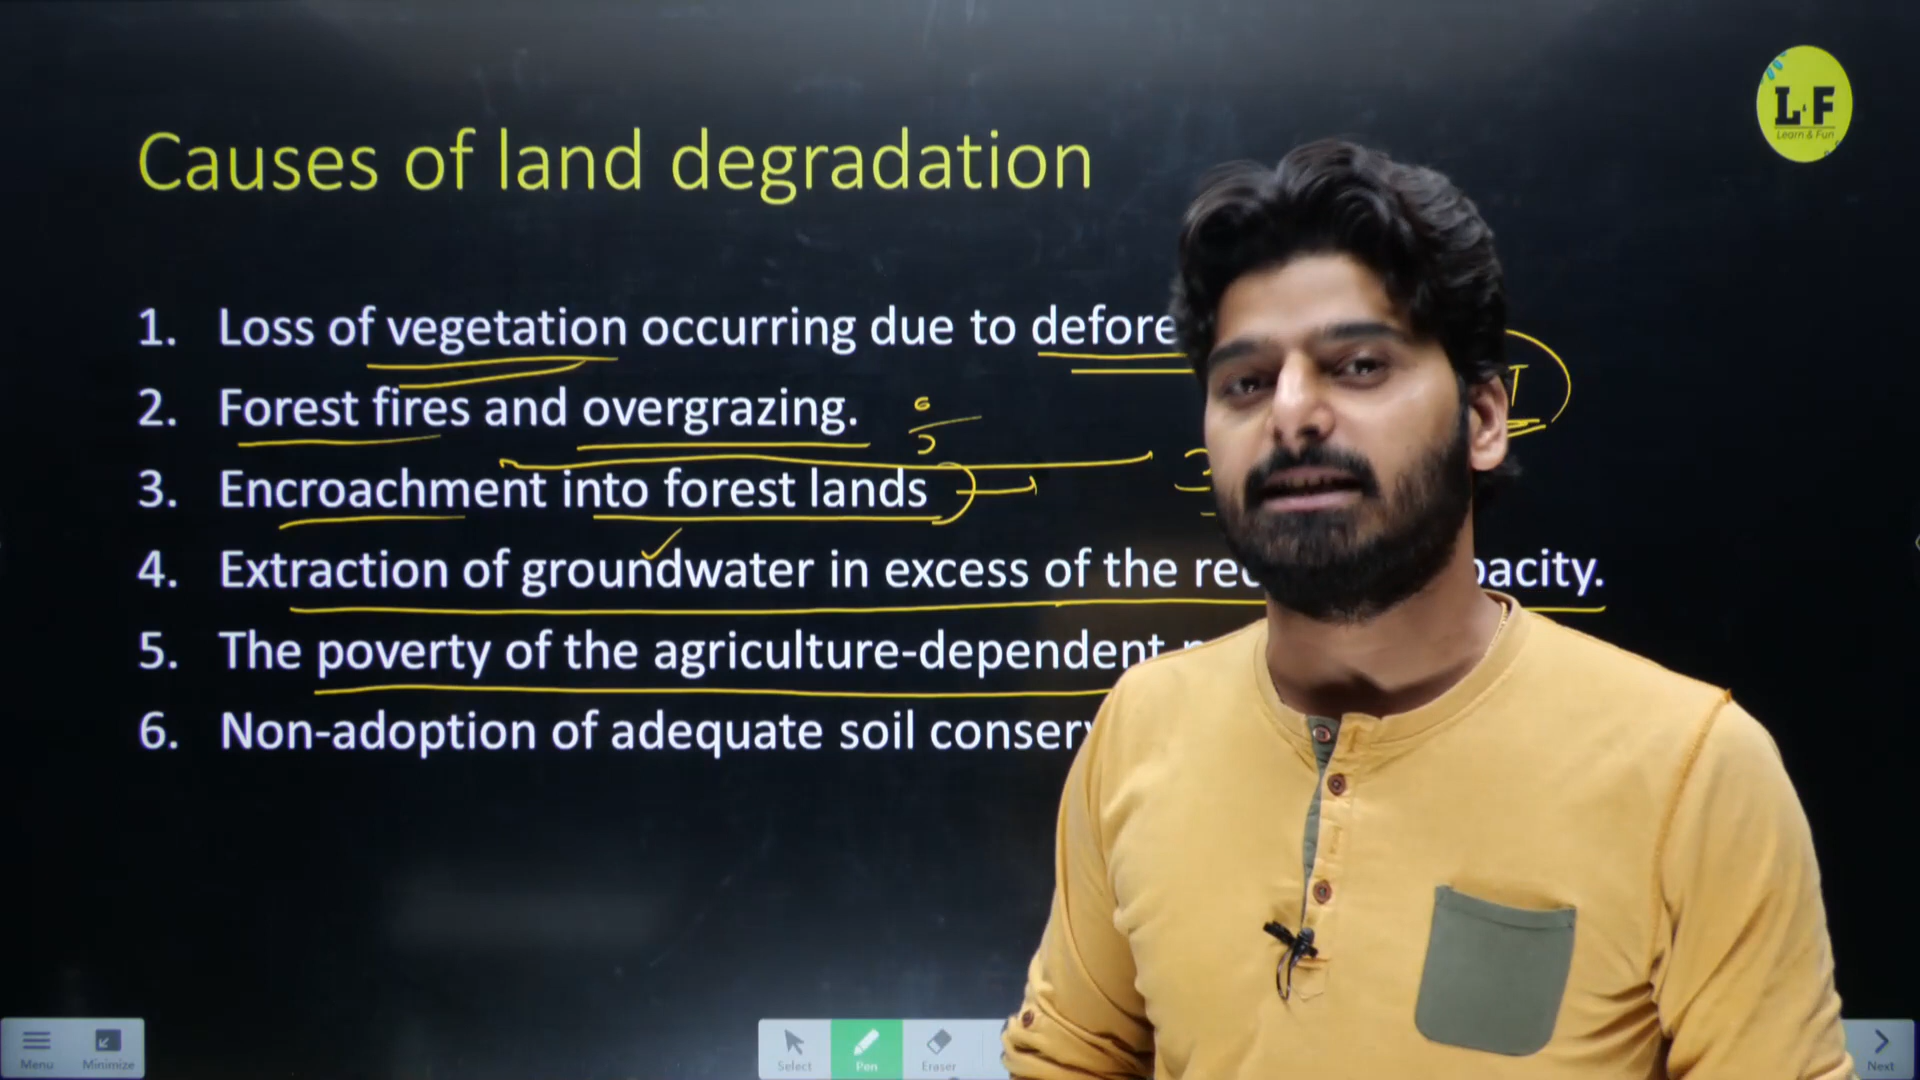 L&F
Learn & Fun
Causes of land degradation
1. Loss of vegetation occurring due to defore
2. Forest fires and overgrazing.
3. Encroachment into forest lands
4. Extraction of groundwater in excess of the rec pacity.
5. The poverty of the agriculture-dependent
6. Non-adoption of adequate soil conserv
Menu
Minimize
Select
Pen
Eraser
Next